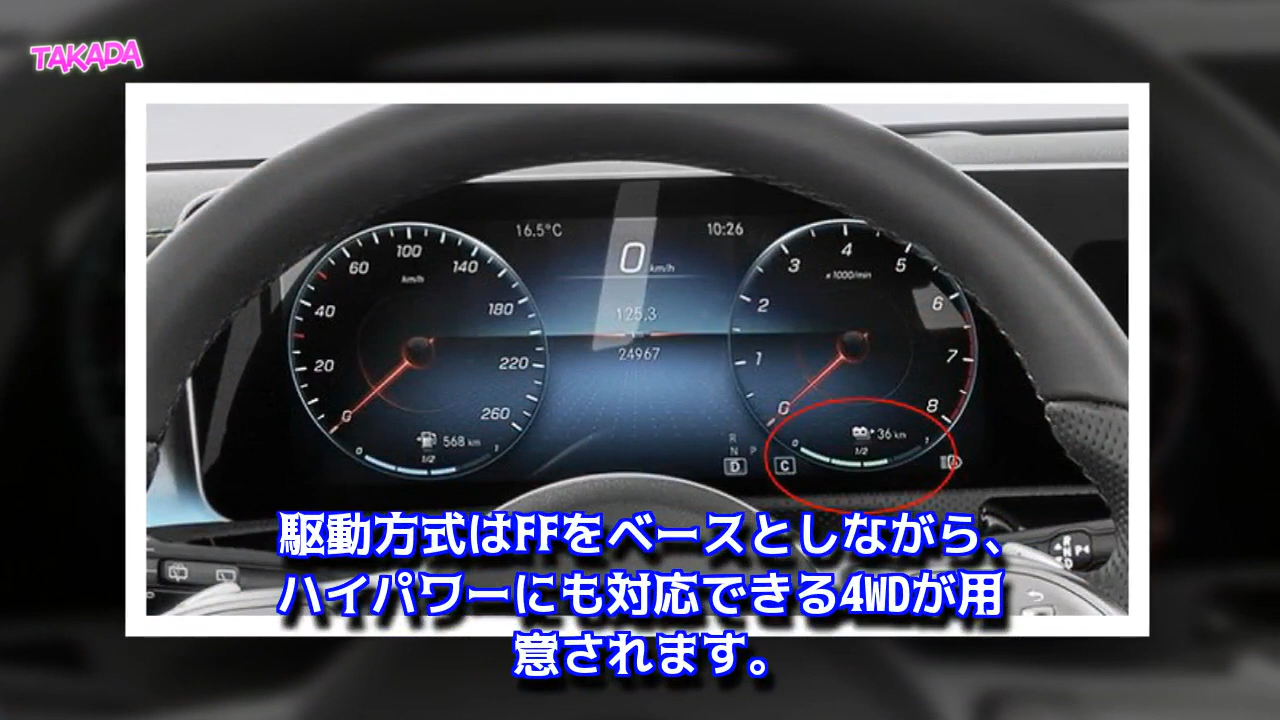 TAKADA
16.5°C
10:26
0 km/h
125.3
24967
0
20
40
60
100
140
180
220
260
km/h
568 km
0
1/2
1
0
1
2
3
4
5
6
7
8
x1000/min
36 km
0
1/2
1
R
N P
D
C
駆動方式はFFをベースとしながら、
ハイパワーにも対応できる4WDが用
意されます。